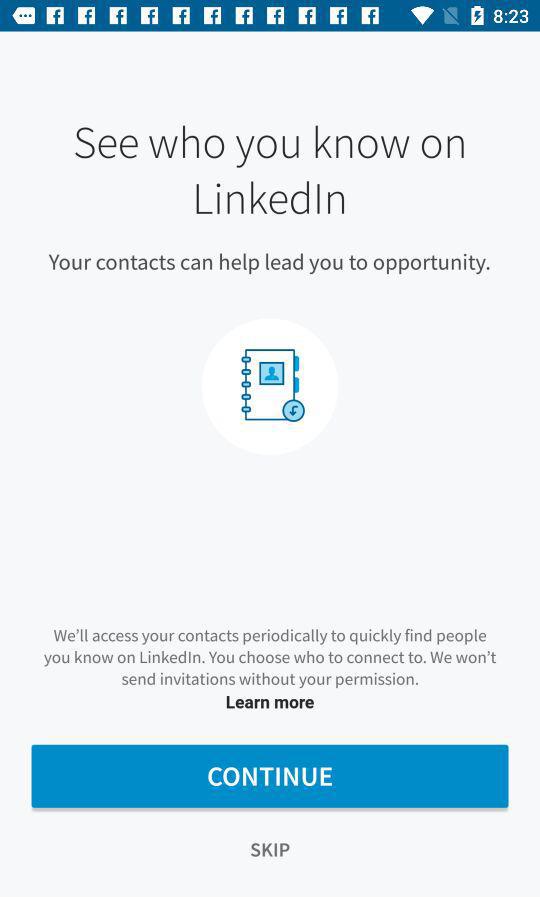 8:23
See who you know on
LinkedIn
Your contacts can help lead you to opportunity.
We'll access your contacts periodically to quickly find people
you know on LinkedIn. You choose who to connect to. We won't
send invitations without your permission.
Learn more
CONTINUE
SKIP